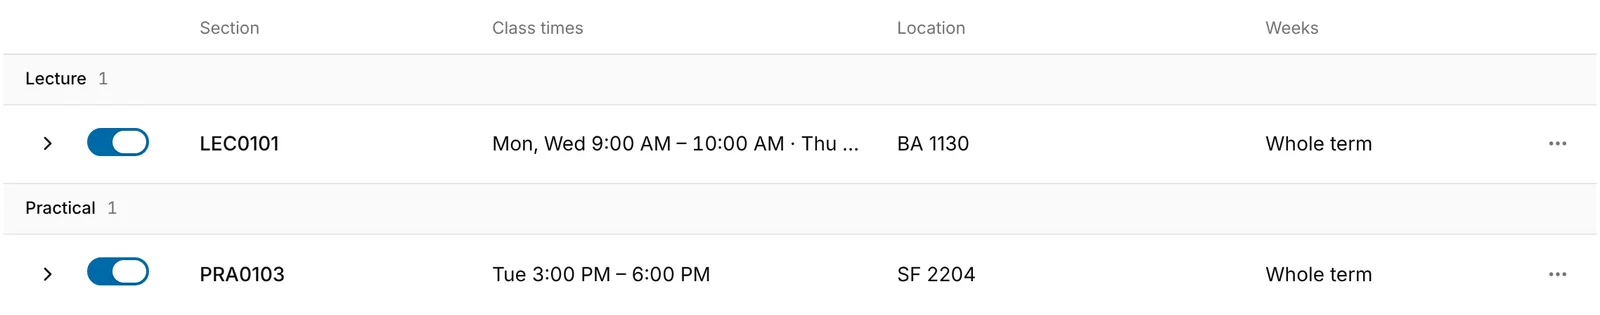 Section Class times Location Weeks
Lecture 1
LEC0101 Mon, Wed 9:00 AM – 10:00 AM · Thu ... BA 1130 Whole term
Practical 1
PRA0103 Tue 3:00 PM – 6:00 PM SF 2204 Whole term